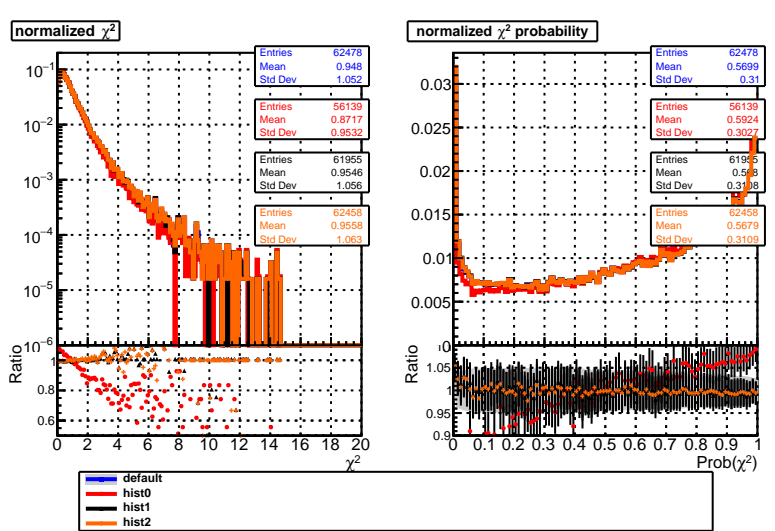 normalized χ²
Entries 62478
Mean 0.948
Std Dev 1.052
Entries 56139
Mean 0.8717
Std Dev 0.9532
Entries 61955
Mean 0.9546
Std Dev 1.056
Entries 62458
Mean 0.9558
Std Dev 1.063
10⁻¹
10⁻²
10⁻³
10⁻⁴
10⁻⁵
10⁻⁶
Ratio
1
0.8
0.6
0 2 4 6 8 10 12 14 16 18 20
χ²
normalized χ² probability
Entries 62478
Mean 0.5699
Std Dev 0.31
Entries 56139
Mean 0.5924
Std Dev 0.3027
Entries 61955
Mean 0.568
Std Dev 0.3108
Entries 62458
Mean 0.5679
Std Dev 0.3109
0.03
0.025
0.02
0.015
0.01
0.005
0
Ratio
1.05
1
0.95
0.9
0 0.1 0.2 0.3 0.4 0.5 0.6 0.7 0.8 0.9 1
Prob(χ²)
default
hist0
hist1
hist2